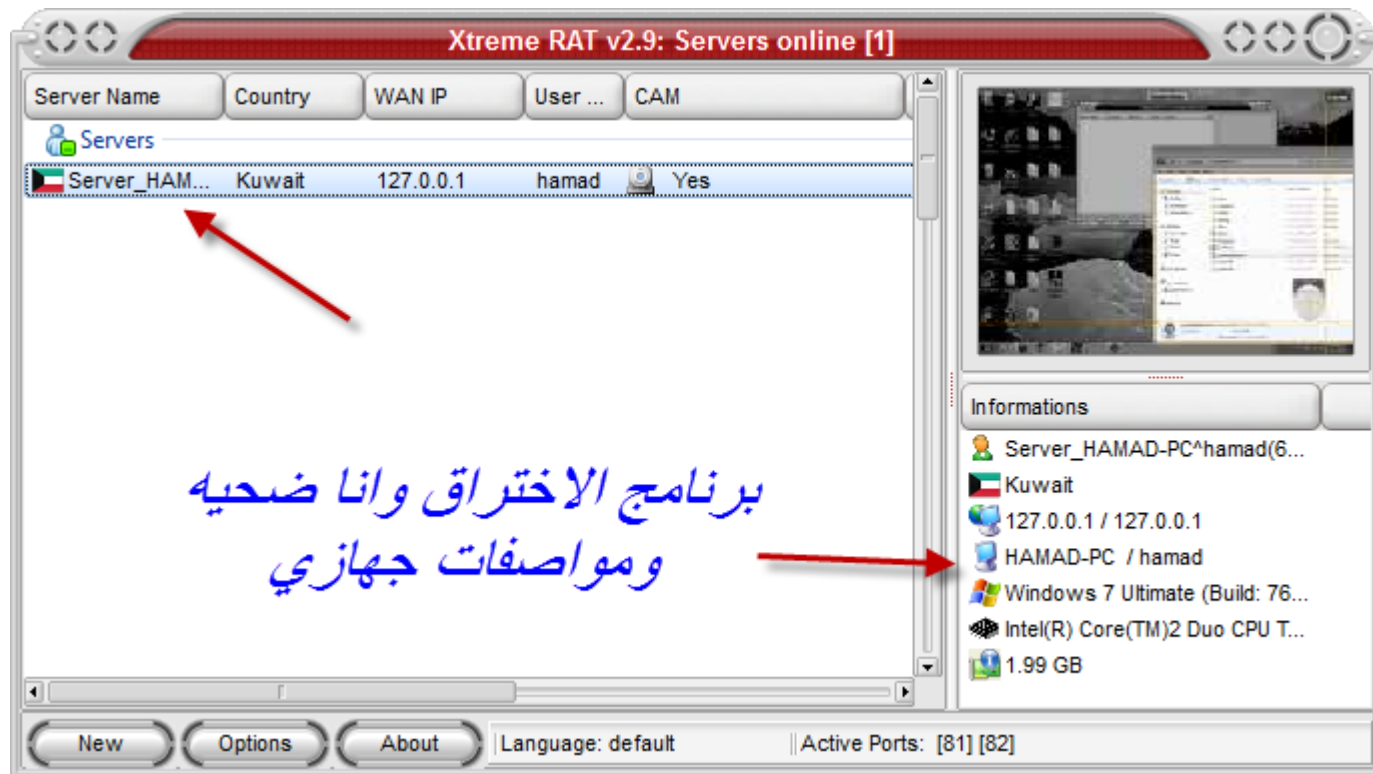 Xtreme RAT v2.9: Servers online [1]
Server Name Country WAN IP User ... CAM
Servers
Server_HAM... Kuwait 127.0.0.1 hamad Yes
برنامج الاختراق وانا ضحيه
ومواصفات جهازي
Informations
Server_HAMAD-PC^hamad(6...
Kuwait
127.0.0.1 / 127.0.0.1
HAMAD-PC / hamad
Windows 7 Ultimate (Build: 76...
Intel(R) Core(TM)2 Duo CPU T...
1.99 GB
New Options About Language: default Active Ports: [81] [82]